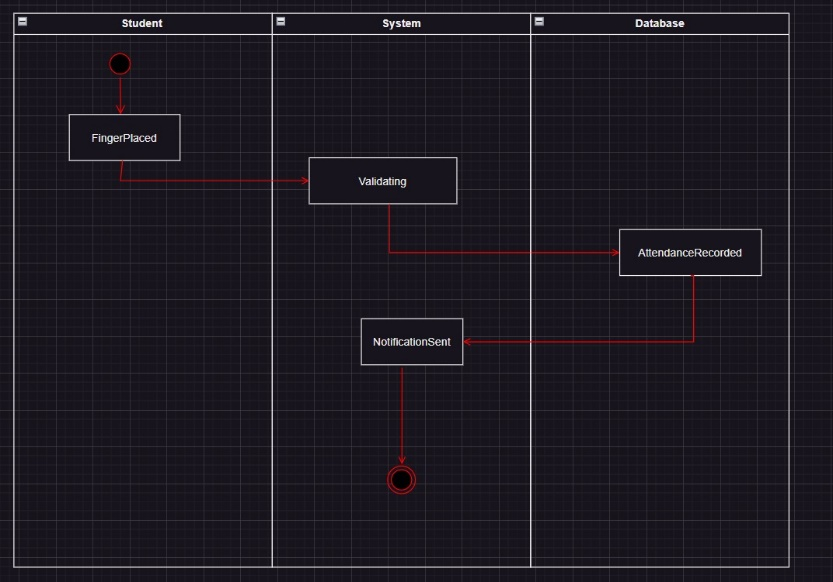 Student
System
Database
FingerPlaced
Validating
AttendanceRecorded
NotificationSent